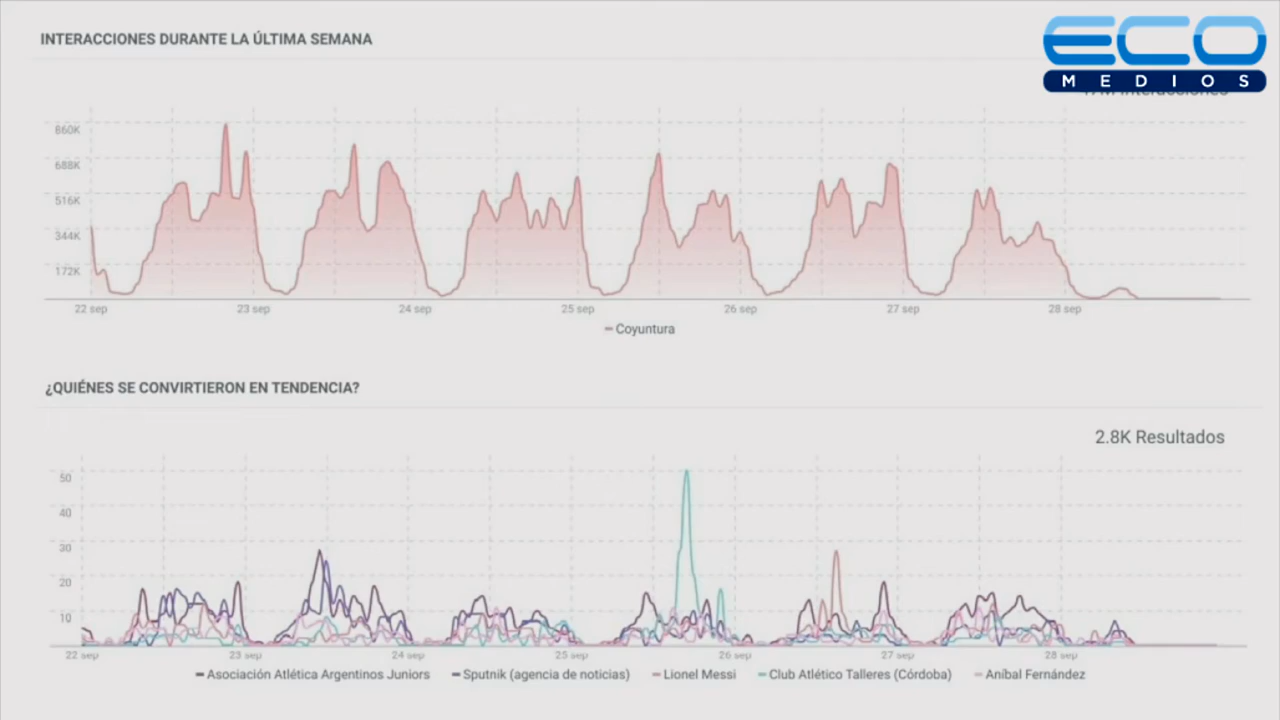 INTERACCIONES DURANTE LA ÚLTIMA SEMANA
ECO
MEDIOS
860K
688K
516K
344K
172K
22 sep 23 sep 24 sep 25 sep 26 sep 27 sep 28 sep
Coyuntura
¿QUIÉNES SE CONVIRTIERON EN TENDENCIA?
2.8K Resultados
50
40
30
20
10
22 sep 23 sep 24 sep 25 sep 26 sep 27 sep 28 sep
Asociación Atlética Argentinos Juniors Sputnik (agencia de noticias) Lionel Messi Club Atlético Talleres (Córdoba) Aníbal Fernández